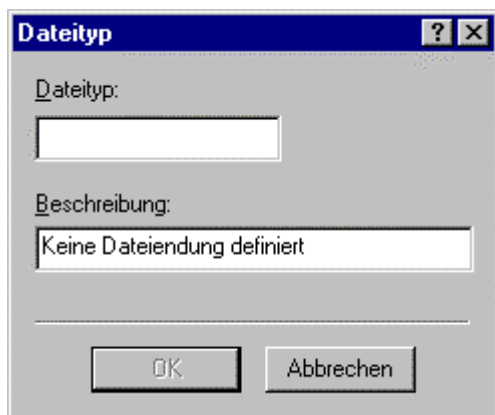 Dateityp
Dateityp:
Beschreibung:
Keine Dateiendung definiert
OK Abbrechen